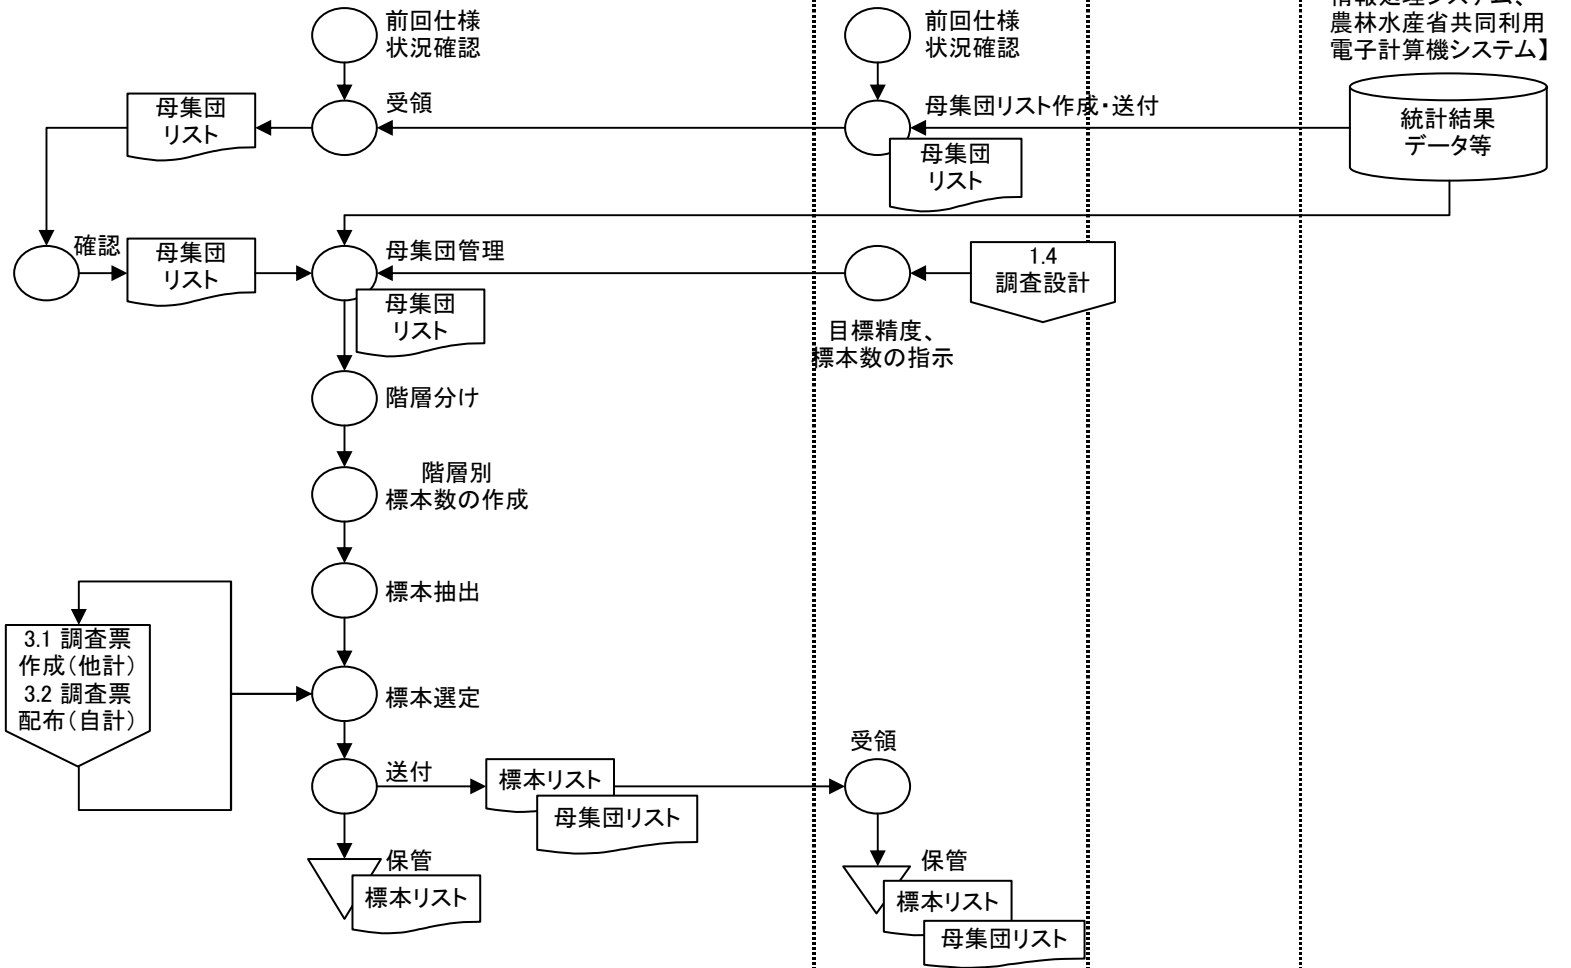 前回仕様
状況確認
前回仕様
状況確認
情報処理システム、
農林水産省共同利用
電子計算機システム】
母集団
リスト
受領
母集団リスト作成・送付
母集団
リスト
統計結果
データ等
確認
母集団
リスト
母集団管理
母集団
リスト
1.4
調査設計
目標精度、
標本数の指示
階層分け
階層別
標本数の作成
標本抽出
3.1 調査票
作成（他計）
3.2 調査票
配布（自計）
標本選定
送付
標本リスト
母集団リスト
受領
保管
標本リスト
保管
標本リスト
母集団リスト